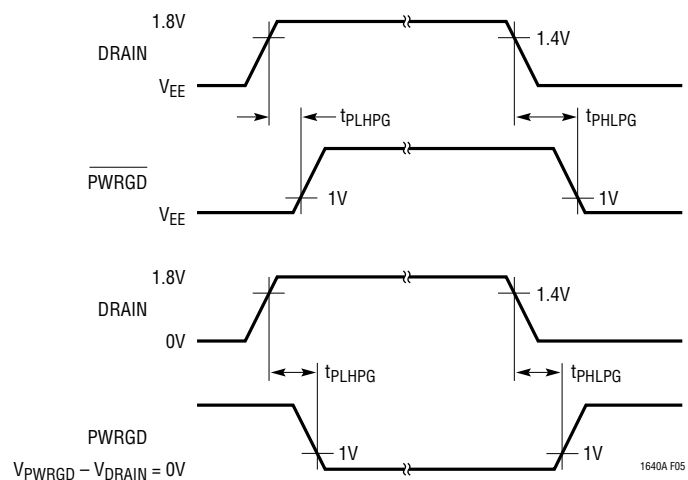 1.8V
DRAIN
1.4V
VEE
tPLHPG
tPHLPG
PWRGD
1V
1V
VEE
1.8V
DRAIN
1.4V
0V
tPLHPG
tPHLPG
PWRGD
1V
1V
VPWRGD – VDRAIN = 0V
1640A F05